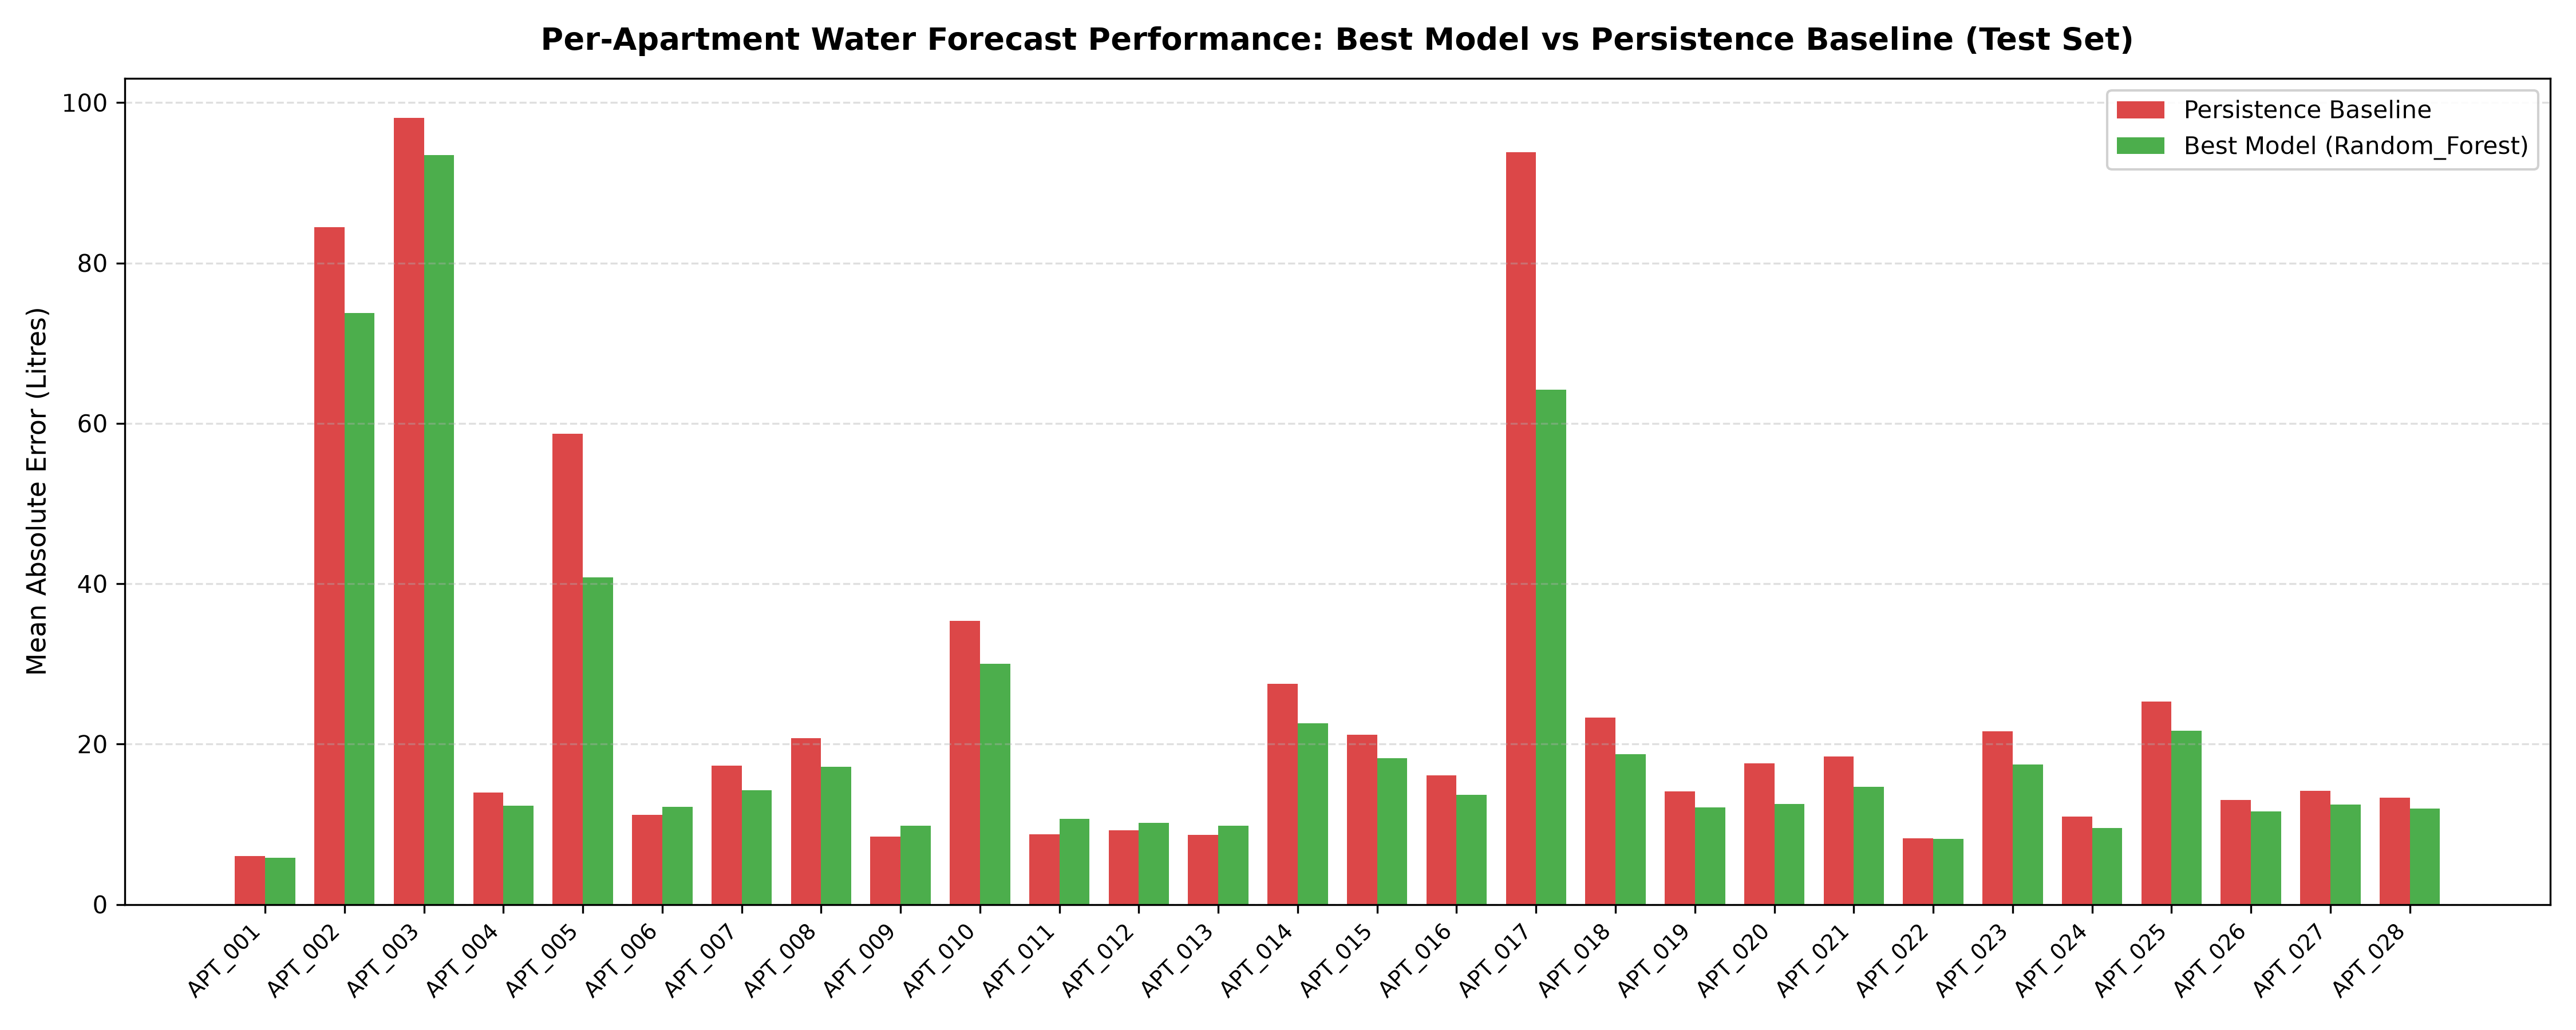 Per-Apartment Water Forecast Performance: Best Model vs Persistence Baseline (Test Set)
Mean Absolute Error (Litres)
100
80
60
40
20
0
Persistence Baseline
Best Model (Random_Forest)
APT_001
APT_002
APT_003
APT_004
APT_005
APT_006
APT_007
APT_008
APT_009
APT_010
APT_011
APT_012
APT_013
APT_014
APT_015
APT_016
APT_017
APT_018
APT_019
APT_020
APT_021
APT_022
APT_023
APT_024
APT_025
APT_026
APT_027
APT_028